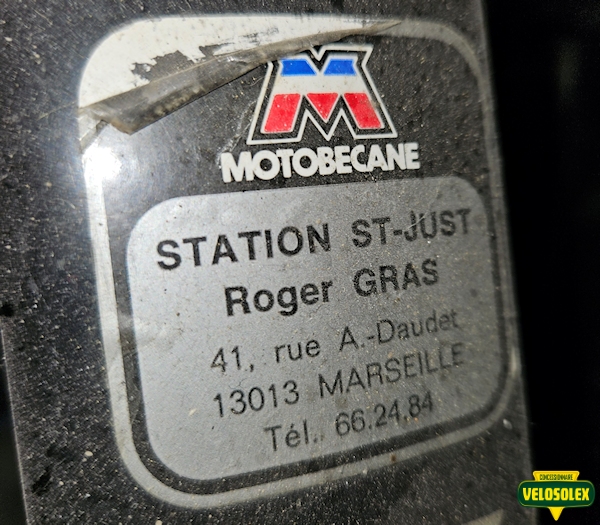 M
MOTOBECANE
STATION ST-JUST
Roger GRAS
41, rue A.-Daudet
13013 MARSEILLE
Tél. 66.24.84
CONCESSIONNAIRE
VELOSOLEX